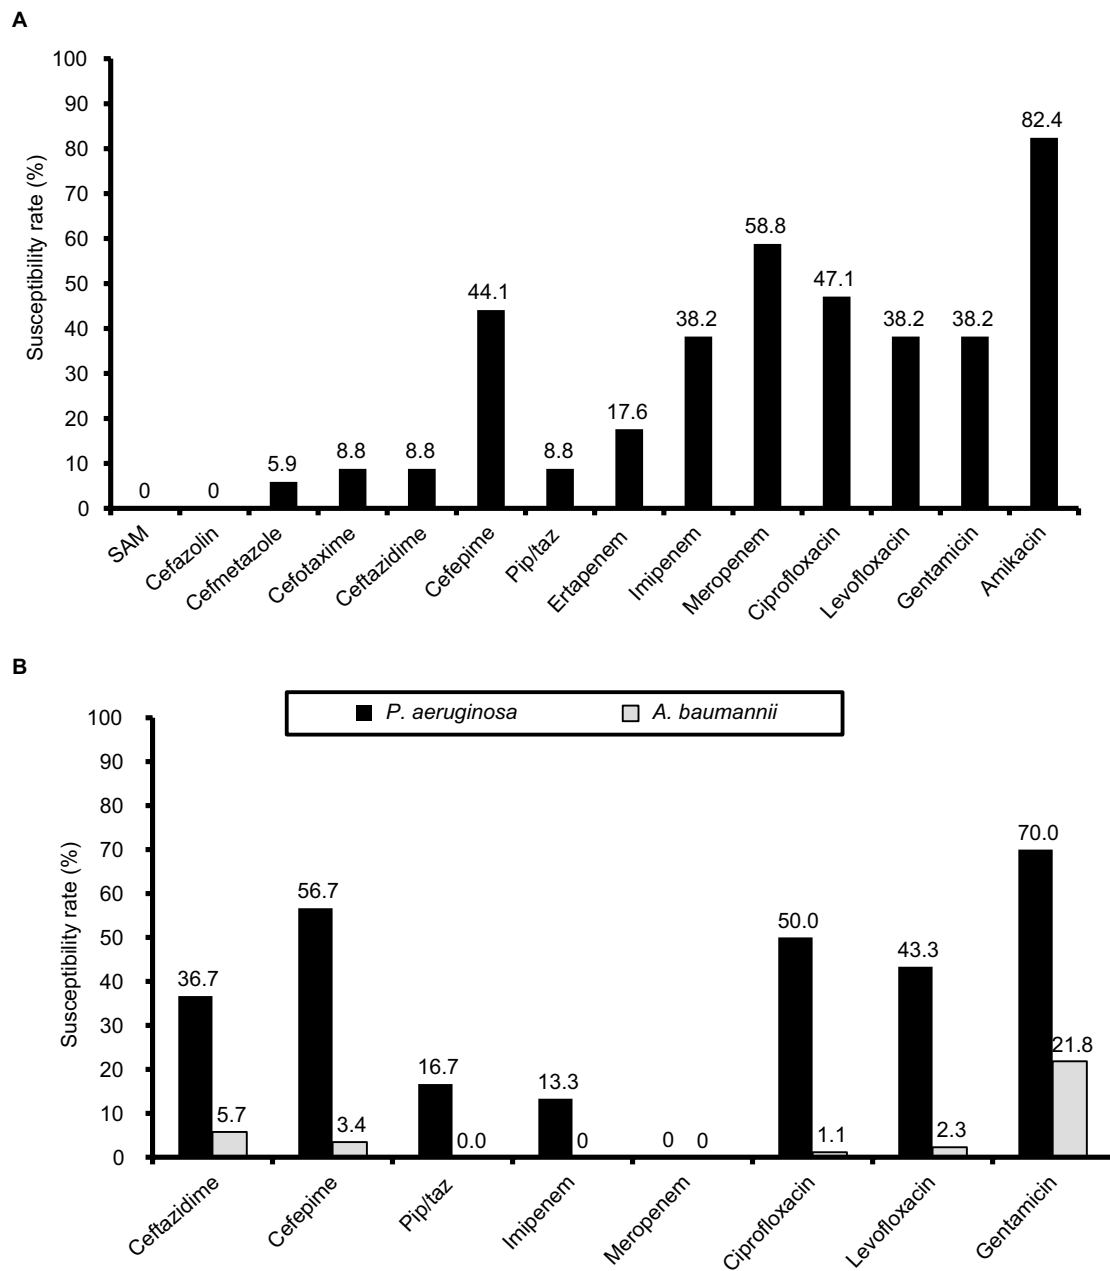 A
100
90
80
70
60
50
40
30
20
10
0
Susceptibility rate (%)
0
0
5.9
8.8
8.8
44.1
8.8
17.6
38.2
58.8
47.1
38.2
38.2
82.4
SAM
Cefazolin
Cefmetazole
Cefotaxime
Ceftazidime
Cefepime
Pip/taz
Ertapenem
Imipenem
Meropenem
Ciprofloxacin
Levofloxacin
Gentamicin
Amikacin
B
P. aeruginosa
A. baumannii
100
90
80
70
60
50
40
30
20
10
0
Susceptibility rate (%)
36.7
5.7
56.7
3.4
16.7
0.0
13.3
0
0
0
50.0
1.1
43.3
2.3
70.0
21.8
Ceftazidime
Cefepime
Pip/taz
Imipenem
Meropenem
Ciprofloxacin
Levofloxacin
Gentamicin